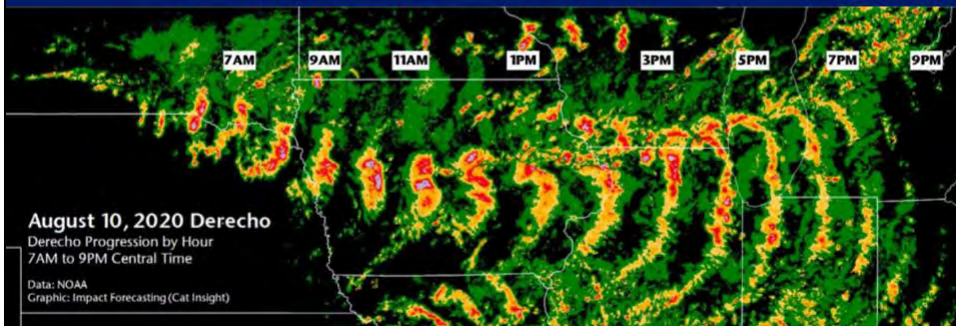 7AM 9AM 11AM 1PM 3PM 5PM 7PM 9PM
August 10, 2020 Derecho
Derecho Progression by Hour
7AM to 9PM Central Time
Data: NOAA
Graphic: Impact Forecasting (Cat Insight)